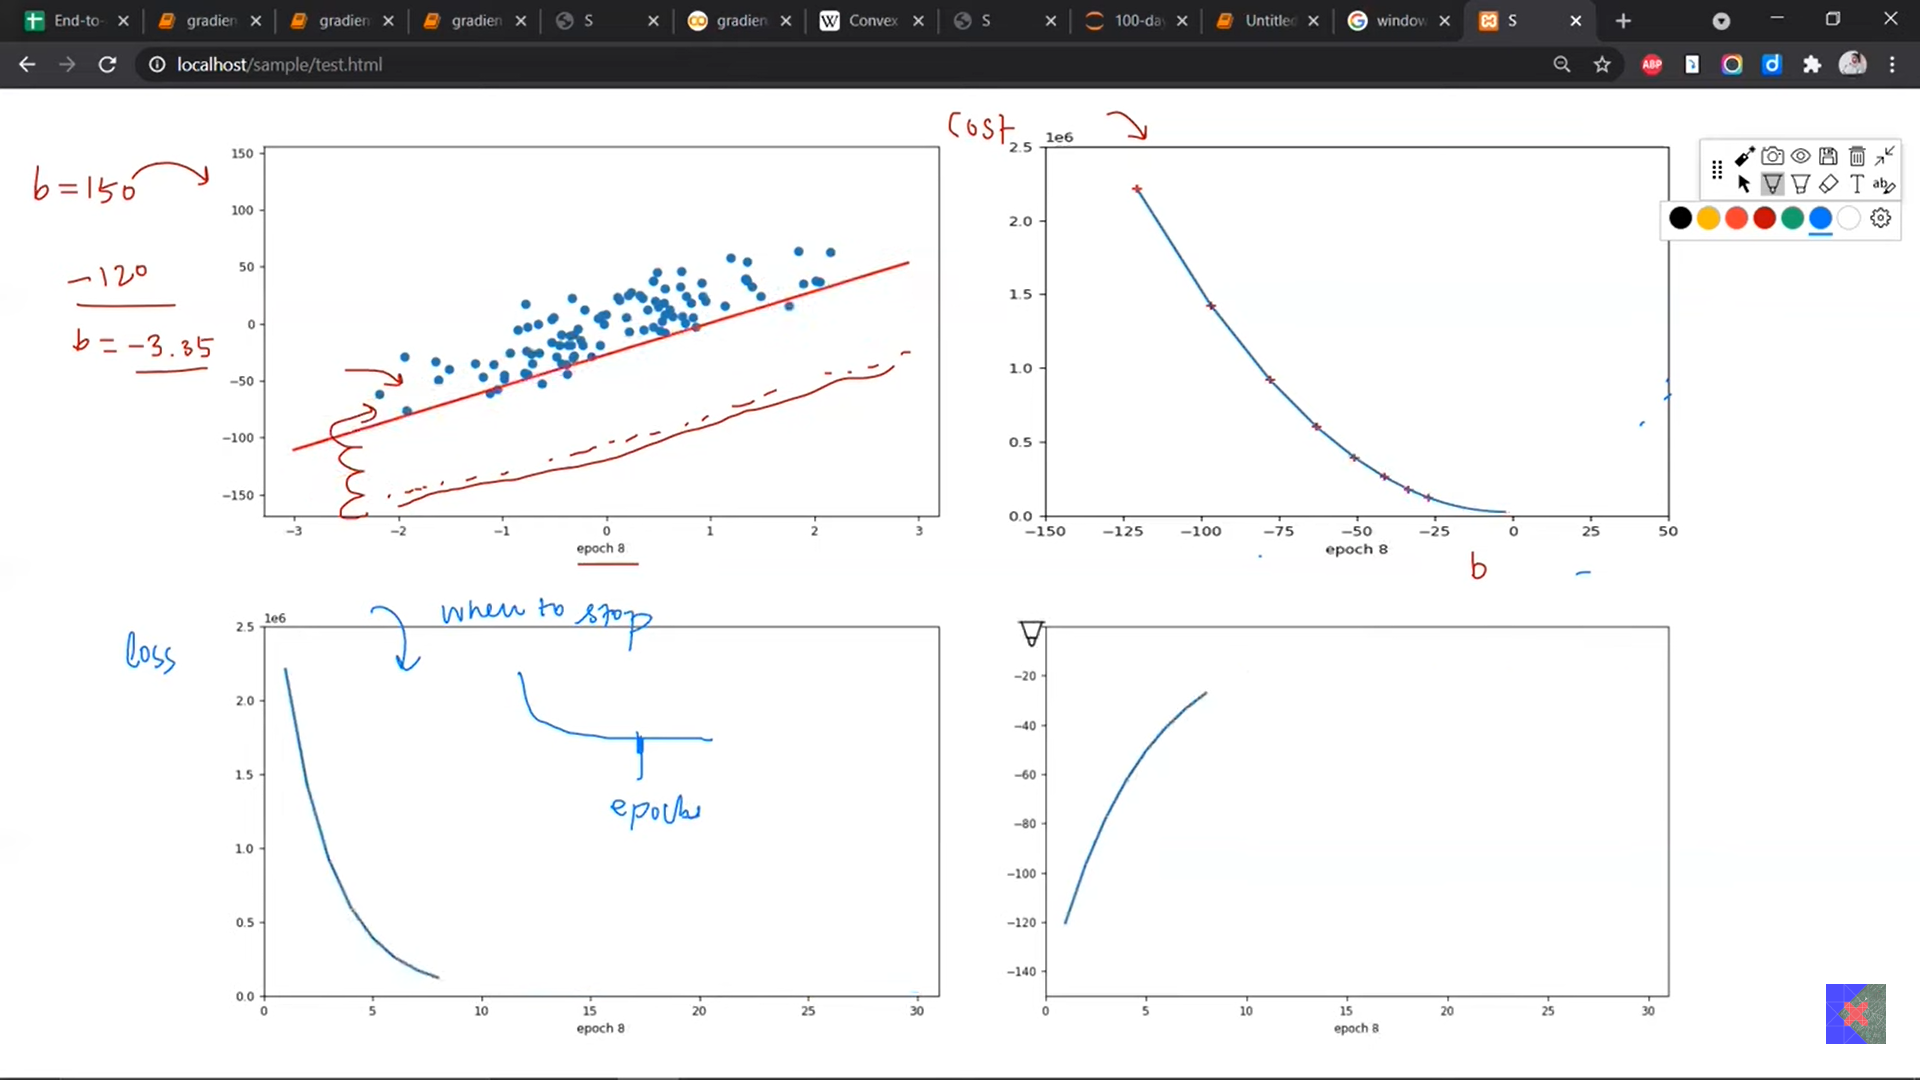 End-to-
gradien
gradien
gradien
S
gradien
Convex
S
100-da
Untitle
window
S
localhost/sample/test.html
ABP
cost
1e6
b = 150
-120
b = -3.35
150
100
50
0
−50
−100
−150
−3 −2 −1 0 1 2 3
epoch 8
2.5
2.0
1.5
1.0
0.5
0.0
−150 −125 −100 −75 −50 −25 0 25 50
epoch 8
b
when to stop
loss
epochs
1e6
2.5
2.0
1.5
1.0
0.5
0.0
0 5 10 15 20 25 30
epoch 8
−20
−40
−60
−80
−100
−120
−140
0 5 10 15 20 25 30
epoch 8